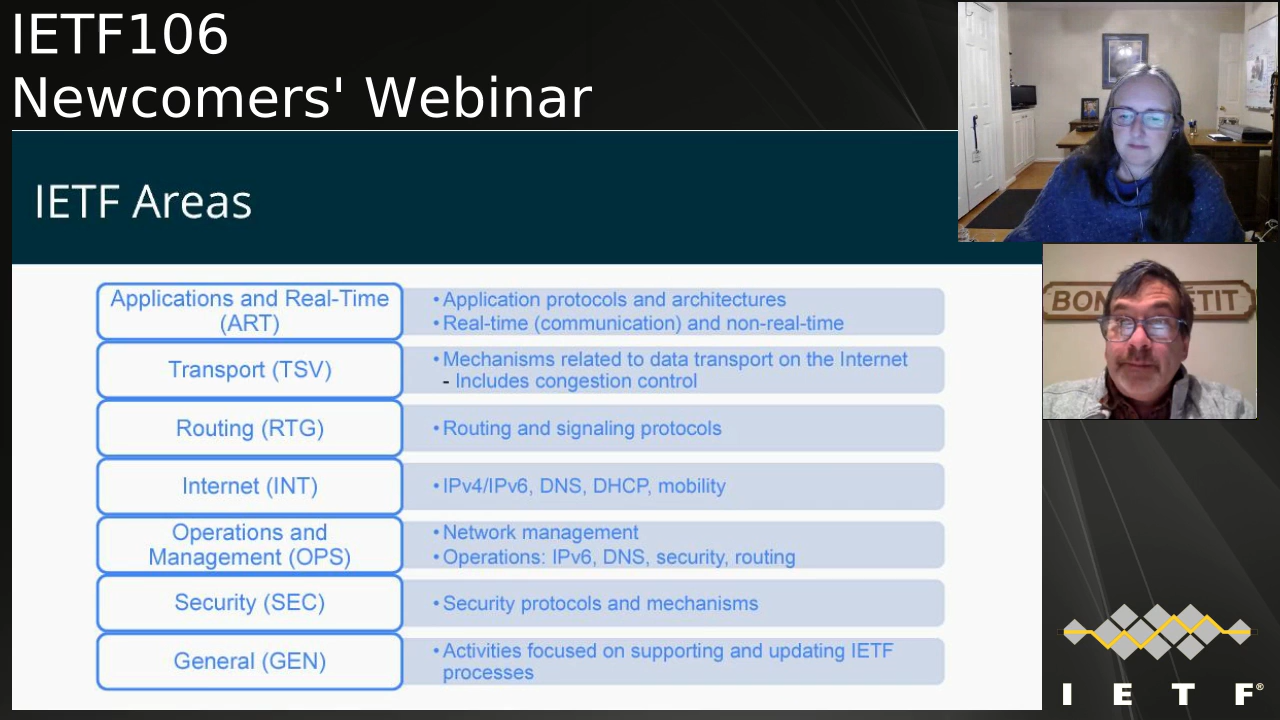 IETF106
Newcomers' Webinar
IETF Areas
Applications and Real-Time
(ART)
• Application protocols and architectures
• Real-time (communication) and non-real-time
Transport (TSV)
• Mechanisms related to data transport on the Internet
- Includes congestion control
Routing (RTG)
• Routing and signaling protocols
Internet (INT)
• IPv4/IPv6, DNS, DHCP, mobility
Operations and
Management (OPS)
• Network management
• Operations: IPv6, DNS, security, routing
Security (SEC)
• Security protocols and mechanisms
General (GEN)
• Activities focused on supporting and updating IETF
processes
I E T F®